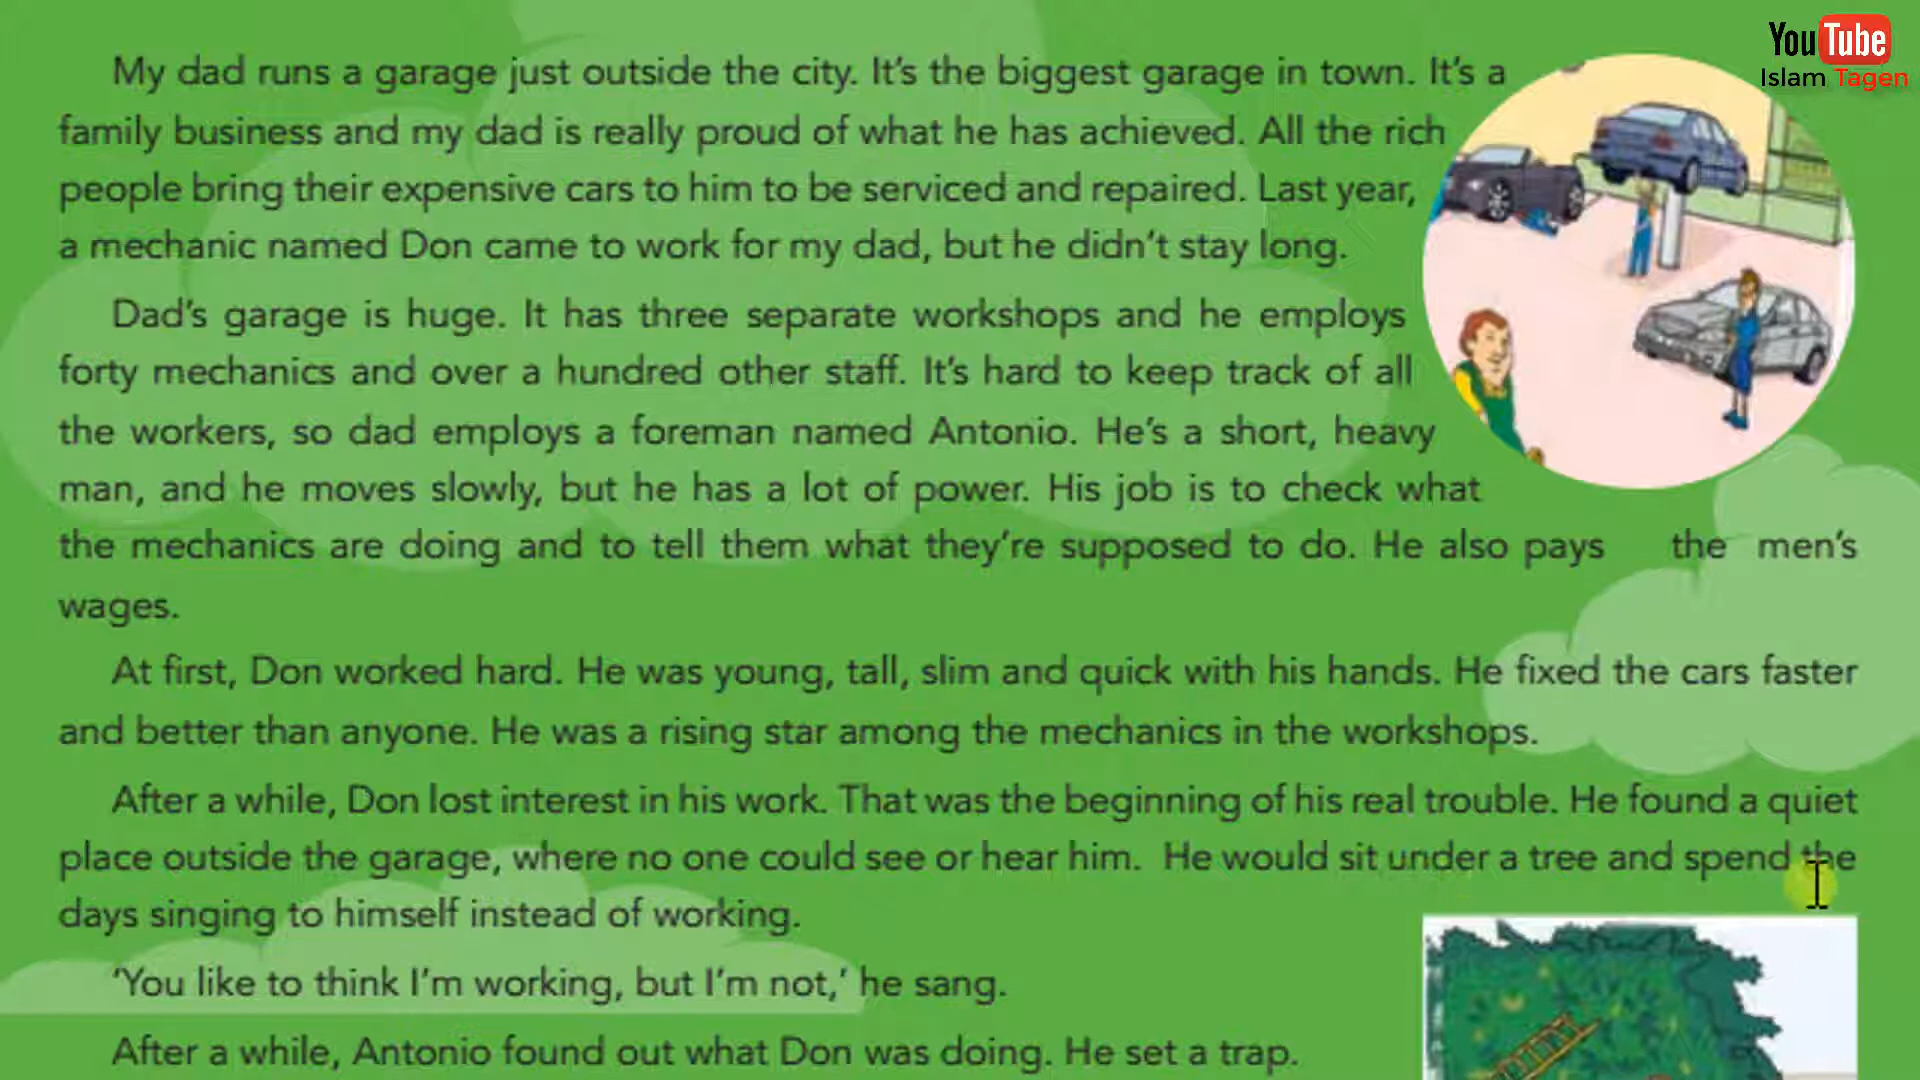 YouTube
Islam Tagen
My dad runs a garage just outside the city. It's the biggest garage in town. It's a
family business and my dad is really proud of what he has achieved. All the rich
people bring their expensive cars to him to be serviced and repaired. Last year,
a mechanic named Don came to work for my dad, but he didn't stay long.
Dad's garage is huge. It has three separate workshops and he employs
forty mechanics and over a hundred other staff. It's hard to keep track of all
the workers, so dad employs a foreman named Antonio. He's a short, heavy
man, and he moves slowly, but he has a lot of power. His job is to check what
the mechanics are doing and to tell them what they're supposed to do. He also pays the men's
wages.
At first, Don worked hard. He was young, tall, slim and quick with his hands. He fixed the cars faster
and better than anyone. He was a rising star among the mechanics in the workshops.
After a while, Don lost interest in his work. That was the beginning of his real trouble. He found a quiet
place outside the garage, where no one could see or hear him. He would sit under a tree and spend the
days singing to himself instead of working.
'You like to think I'm working, but I'm not,' he sang.
After a while, Antonio found out what Don was doing. He set a trap.